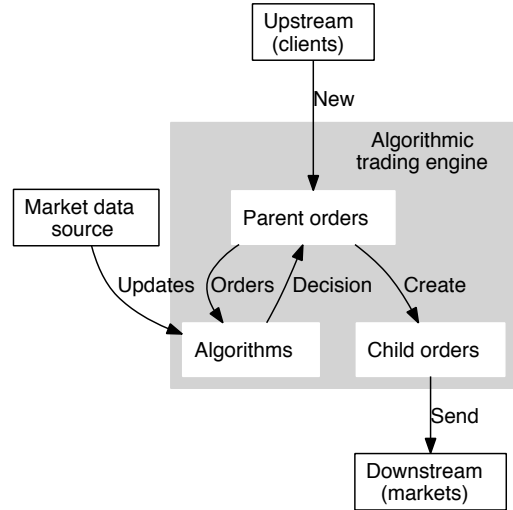 Upstream
(clients)
New
Algorithmic
trading engine
Market data
source
Parent orders
Updates
Orders
Decision
Create
Algorithms
Child orders
Send
Downstream
(markets)